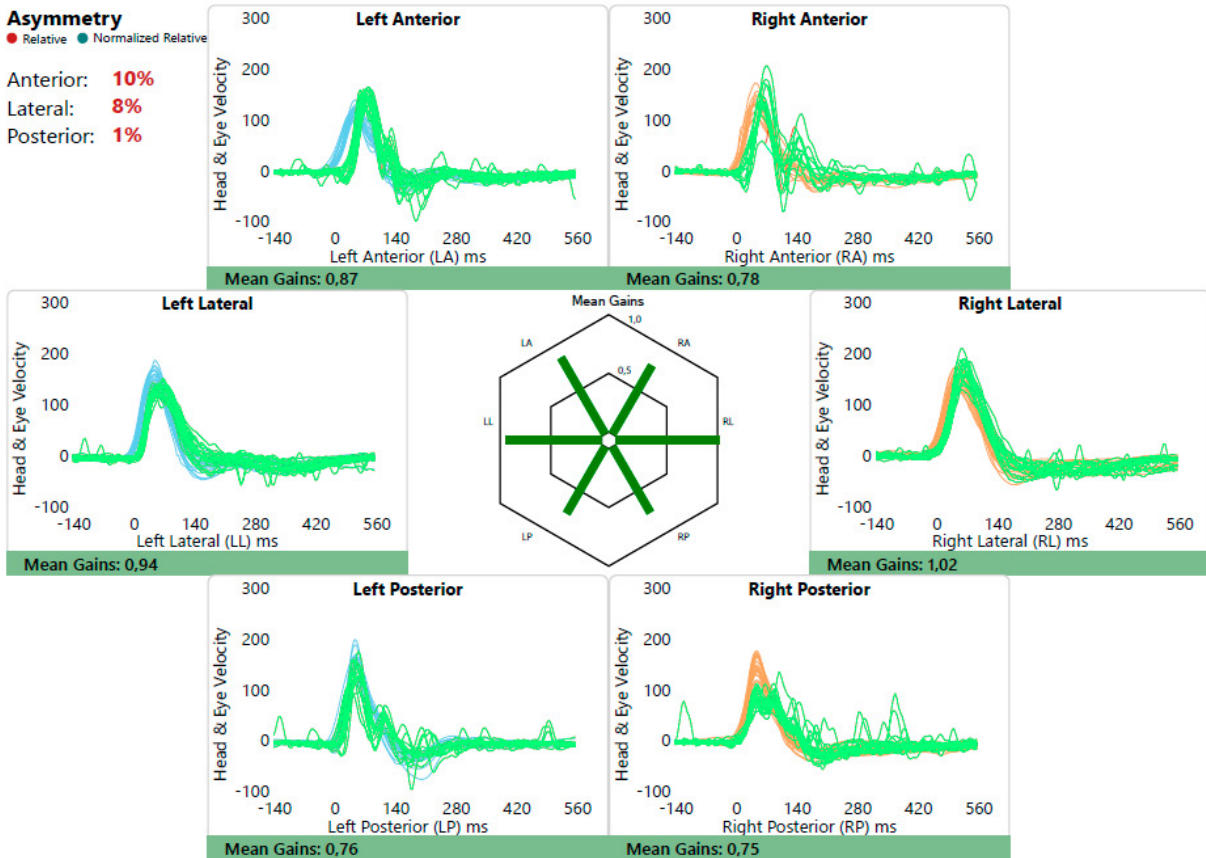 Asymmetry
Relative Normalized Relative
Anterior: 10%
Lateral: 8%
Posterior: 1%
Left Anterior
Head & Eye Velocity
300
200
100
0
-100
-140 0 140 280 420 560
Left Anterior (LA) ms
Mean Gains: 0,87
Right Anterior
Head & Eye Velocity
300
200
100
0
-100
-140 0 140 280 420 560
Right Anterior (RA) ms
Mean Gains: 0,78
Left Lateral
Head & Eye Velocity
300
200
100
0
-100
-140 0 140 280 420 560
Left Lateral (LL) ms
Mean Gains: 0,94
Mean Gains
1,0
LA RA
0,5
LL RL
LP RP
Right Lateral
Head & Eye Velocity
300
200
100
0
-100
-140 0 140 280 420 560
Right Lateral (RL) ms
Mean Gains: 1,02
Left Posterior
Head & Eye Velocity
300
200
100
0
-100
-140 0 140 280 420 560
Left Posterior (LP) ms
Mean Gains: 0,76
Right Posterior
Head & Eye Velocity
300
200
100
0
-100
-140 0 140 280 420 560
Right Posterior (RP) ms
Mean Gains: 0,75